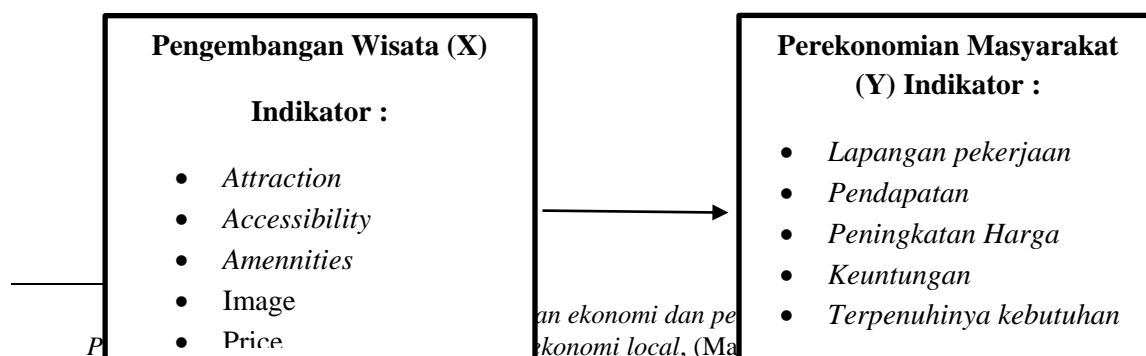 Pengembangan Wisata (X)
Indikator :
• Attraction
• Accessibility
• Amennities
• Image
• Price
Perekonomian Masyarakat
(Y) Indikator :
• Lapangan pekerjaan
• Pendapatan
• Peningkatan Harga
• Keuntungan
• Terpenuhinya kebutuhan
an ekonomi dan pe
P
ekonomi local, (Ma